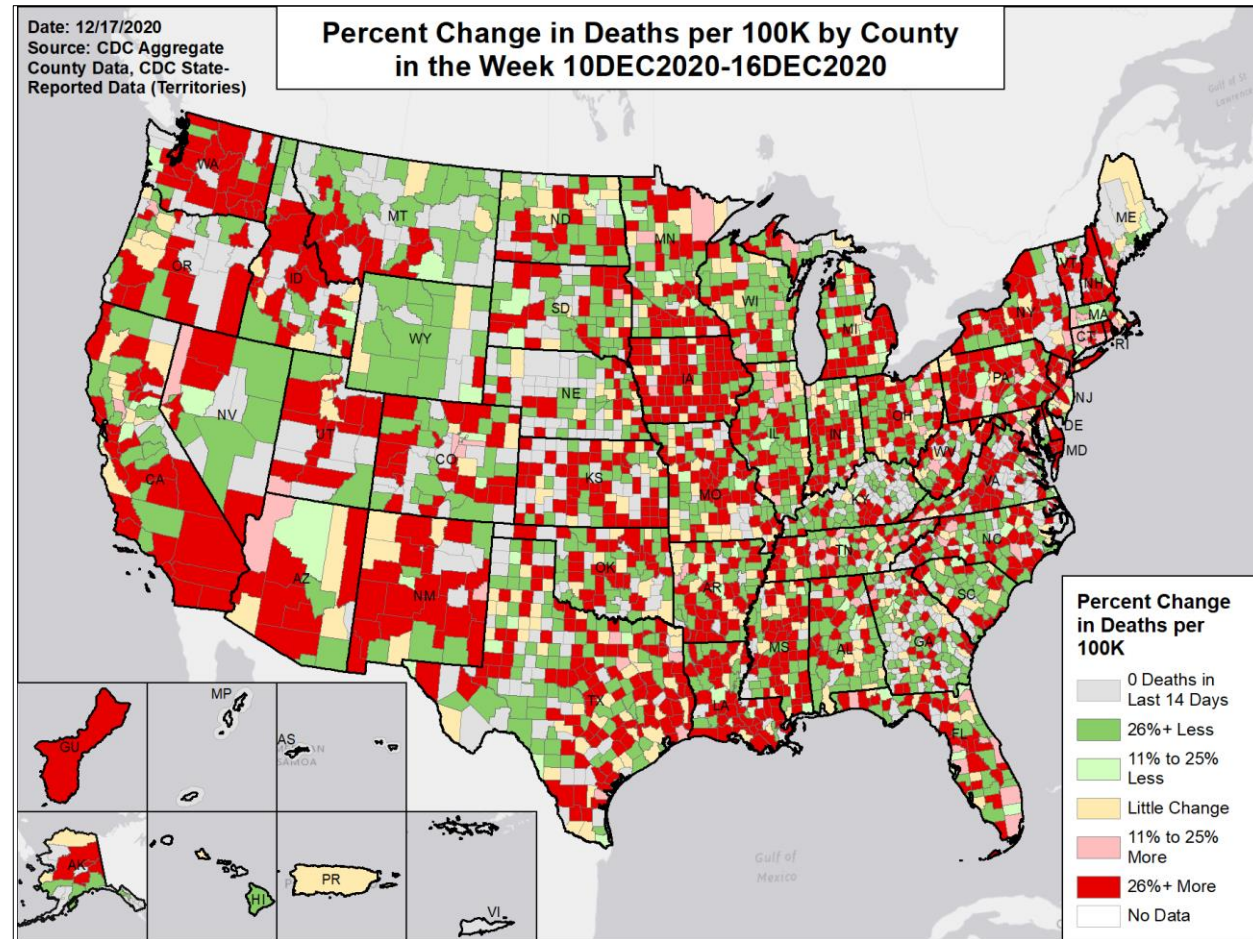 Date: 12/17/2020
Source: CDC Aggregate
County Data, CDC State-
Reported Data (Territories)
Percent Change in Deaths per 100K by County
in the Week 10DEC2020-16DEC2020
Gulf of St.
Lawrence
WA
MT
ND
MN
ME
OR
ID
SD
WI
MI
VT
NH
NY
MA
CT
RI
WY
IA
NE
PA
NJ
NV
UT
CO
IL
IN
OH
DE
MD
WV
VA
CA
KS
MO
KY
AZ
NM
OK
AR
TN
NC
SC
MS
AL
GA
TX
LA
FL
Gulf of
Mexico
GU
MP
AS
SAMOA
AK
HI
PR
VI
Percent Change
in Deaths per
100K
0 Deaths in
Last 14 Days
26%+ Less
11% to 25%
Less
Little Change
11% to 25%
More
26%+ More
No Data